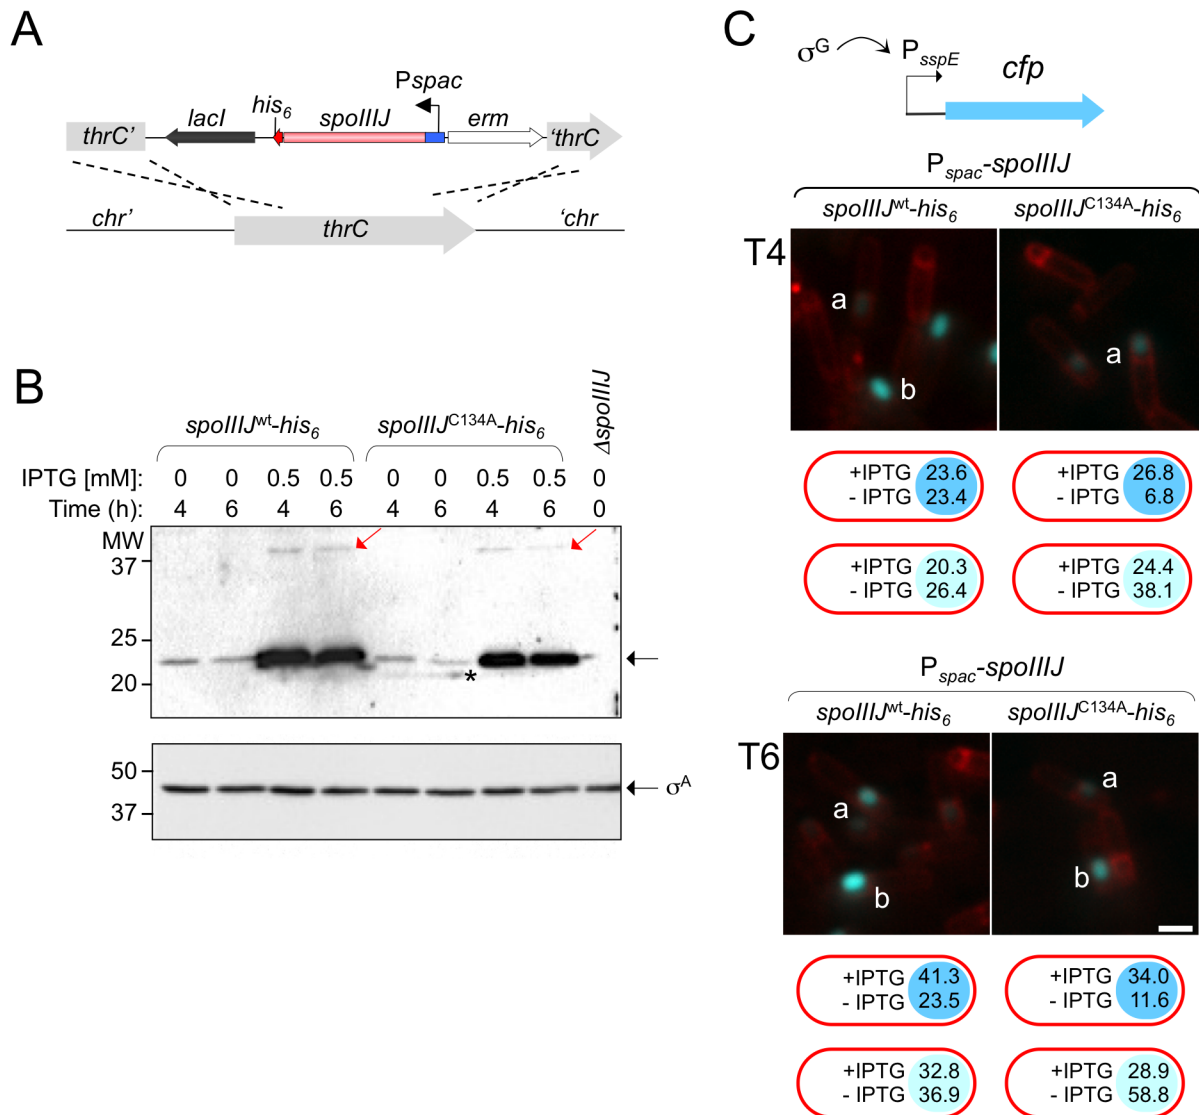 A
Pspac
his6
lacI
spoIIIJ
erm
thrC’
‘thrC
chr’
thrC
‘chr
B
spoIIIJwt-his6
spoIIIJC134A-his6
ΔspoIIIJ
IPTG [mM]: 0 0 0.5 0.5 0 0 0.5 0.5 0
Time (h): 4 6 4 6 4 6 4 6 0
MW
37
25
20
*
50
37
σA
C
σG
PsspE
cfp
Pspac-spoIIIJ
spoIIIJwt-his6 spoIIIJC134A-his6
T4
a
b
a
+IPTG 23.6 +IPTG 26.8
- IPTG 23.4 - IPTG 6.8
+IPTG 20.3 +IPTG 24.4
- IPTG 26.4 - IPTG 38.1
Pspac-spoIIIJ
spoIIIJwt-his6 spoIIIJC134A-his6
T6
a
b
a
b
+IPTG 41.3 +IPTG 34.0
- IPTG 23.5 - IPTG 11.6
+IPTG 32.8 +IPTG 28.9
- IPTG 36.9 - IPTG 58.8